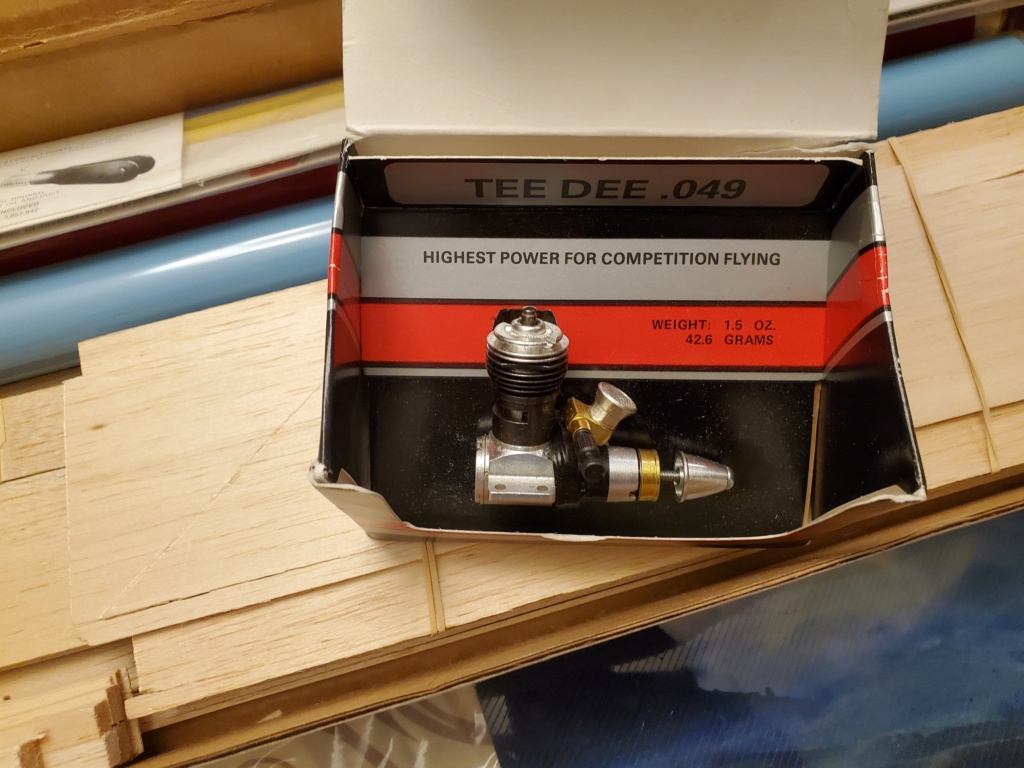 TEE DEE .049
HIGHEST POWER FOR COMPETITION FLYING
WEIGHT: 1.5 OZ.
42.6 GRAMS